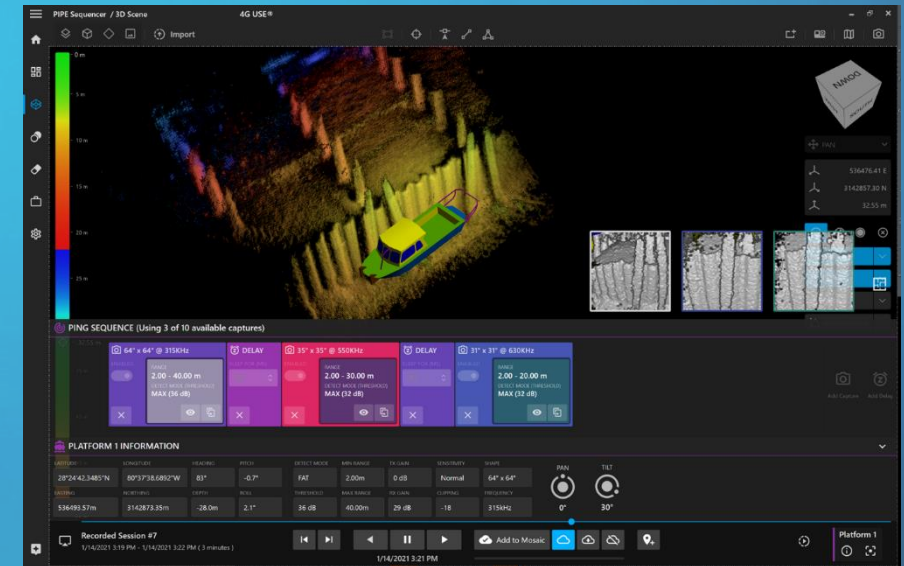 PIPE Sequencer / 3D Scene
4G USE®
Import
0 m
5 m
10 m
15 m
20 m
25 m
DOWN
PAN
536476.41 E
3142857.30 N
32.55 m
PING SEQUENCE (Using 3 of 10 available captures)
64° x 64° @ 315KHz
DELAY
35° x 35° @ 550KHz
DELAY
31° x 31° @ 630KHz
RANGE
2.00 - 40.00 m
DETECT MODE (THRESHOLD)
MAX (36 dB)
RANGE
2.00 - 30.00 m
DETECT MODE (THRESHOLD)
MAX (32 dB)
RANGE
2.00 - 20.00 m
DETECT MODE (THRESHOLD)
MAX (32 dB)
Add Capture
Add Delay
PLATFORM 1 INFORMATION
LATITUDE LONGITUDE HEADING PITCH DETECT MODE MIN RANGE TX GAIN SENSITIVITY SHAPE PAN TILT
28°24'42.3485"N 80°37'38.6892"W 83° -0.7° FAT 2.00m 0 dB Normal 64° x 64°
EASTING NORTHING DEPTH ROLL THRESHOLD MAX RANGE RX GAIN CLIPPING FREQUENCY
536493.57m 3142873.35m -28.0m 2.1° 36 dB 40.00m 29 dB -18 315kHz 0° 30°
Recorded Session #7
1/14/2021 3:19 PM - 1/14/2021 3:22 PM ( 3 minutes )
Add to Mosaic
1/14/2021 3:21 PM
Platform 1